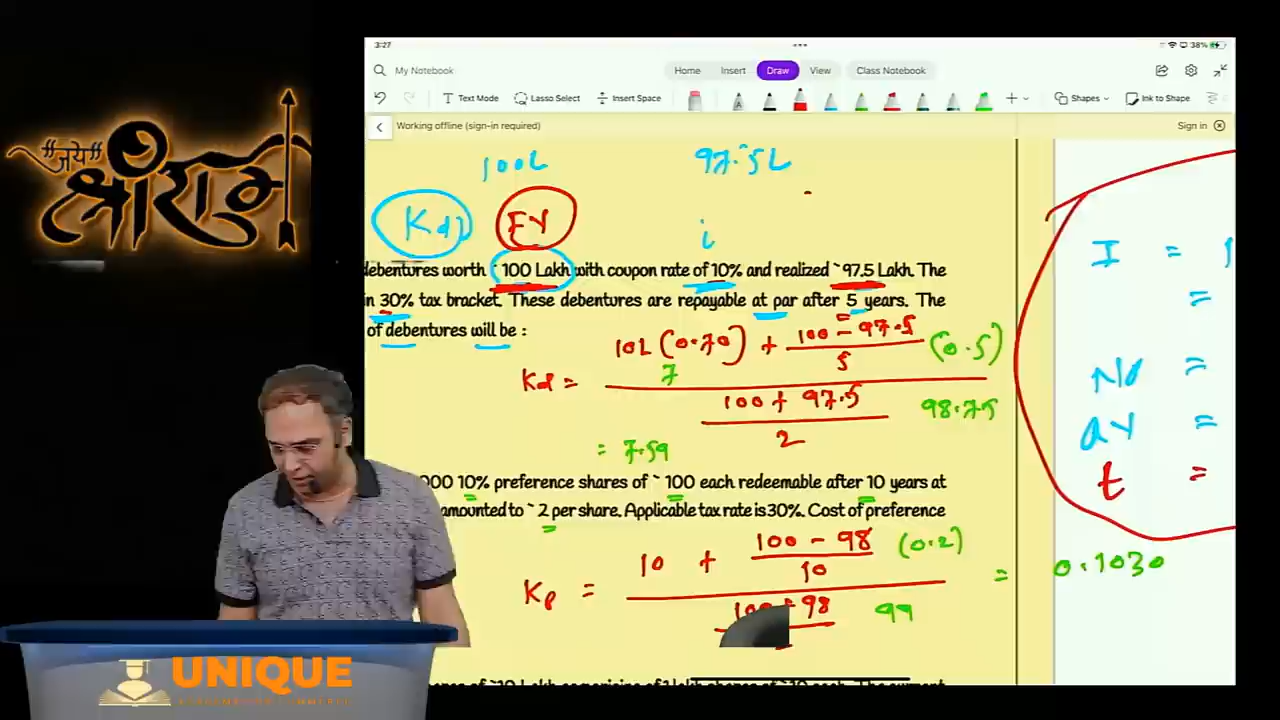 3:27
38%
My Notebook
Home Insert Draw View Class Notebook
Text Mode Lasso Select Insert Space Shapes Ink to Shape
Working offline (sign-in required) Sign in
100L 97.5L
"जय"
श्रीराम
Kd FV i
debentures worth ` 100 Lakh with coupon rate of 10% and realized ` 97.5 Lakh. The
in 30% tax bracket. These debentures are repayable at par after 5 years. The
of debentures will be :
10L (0.70) + 100 - 97.5 (0.5)
7 5
Kd =
100 + 97.5 98.75
2
= 7.59
I =
=
Nd =
av =
t =
000 10% preference shares of ` 100 each redeemable after 10 years at
amounted to ` 2 per share. Applicable tax rate is 30%. Cost of preference
10 + 100 - 98 (0.2)
10
Kp = = 0.1030
100 + 98 99
UNIQUE